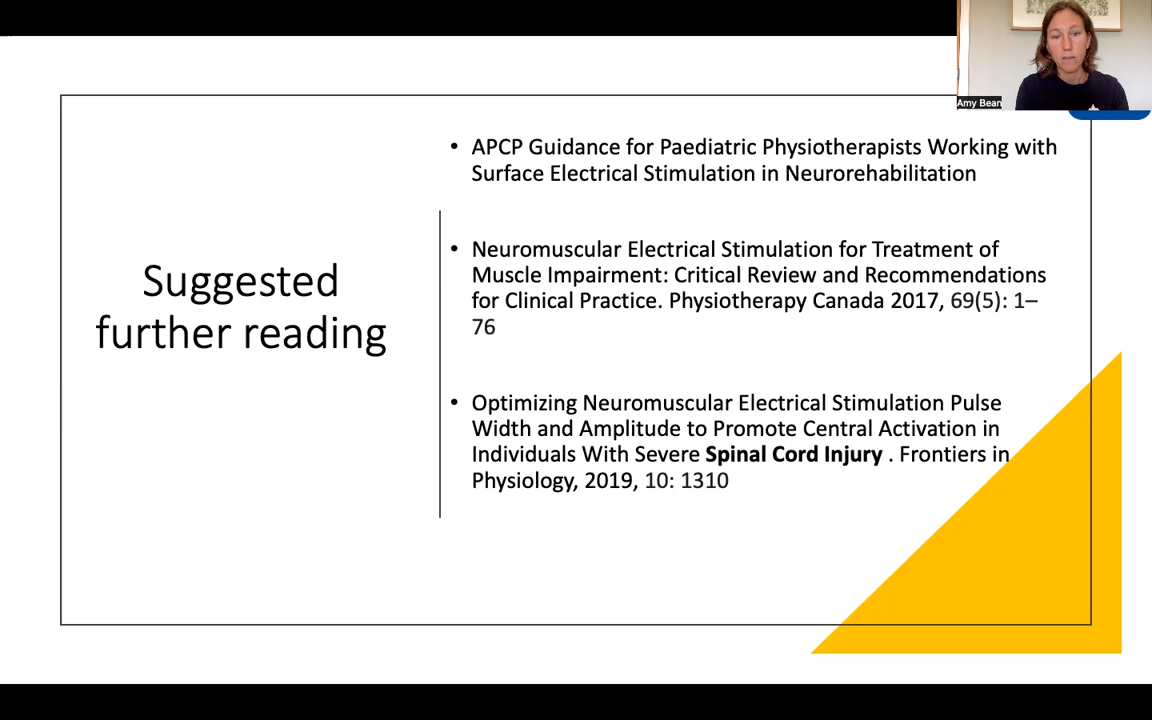 Amy Bean
Suggested
further reading
• APCP Guidance for Paediatric Physiotherapists Working with
Surface Electrical Stimulation in Neurorehabilitation
• Neuromuscular Electrical Stimulation for Treatment of
Muscle Impairment: Critical Review and Recommendations
for Clinical Practice. Physiotherapy Canada 2017, 69(5): 1–
76
• Optimizing Neuromuscular Electrical Stimulation Pulse
Width and Amplitude to Promote Central Activation in
Individuals With Severe Spinal Cord Injury . Frontiers in
Physiology, 2019, 10: 1310